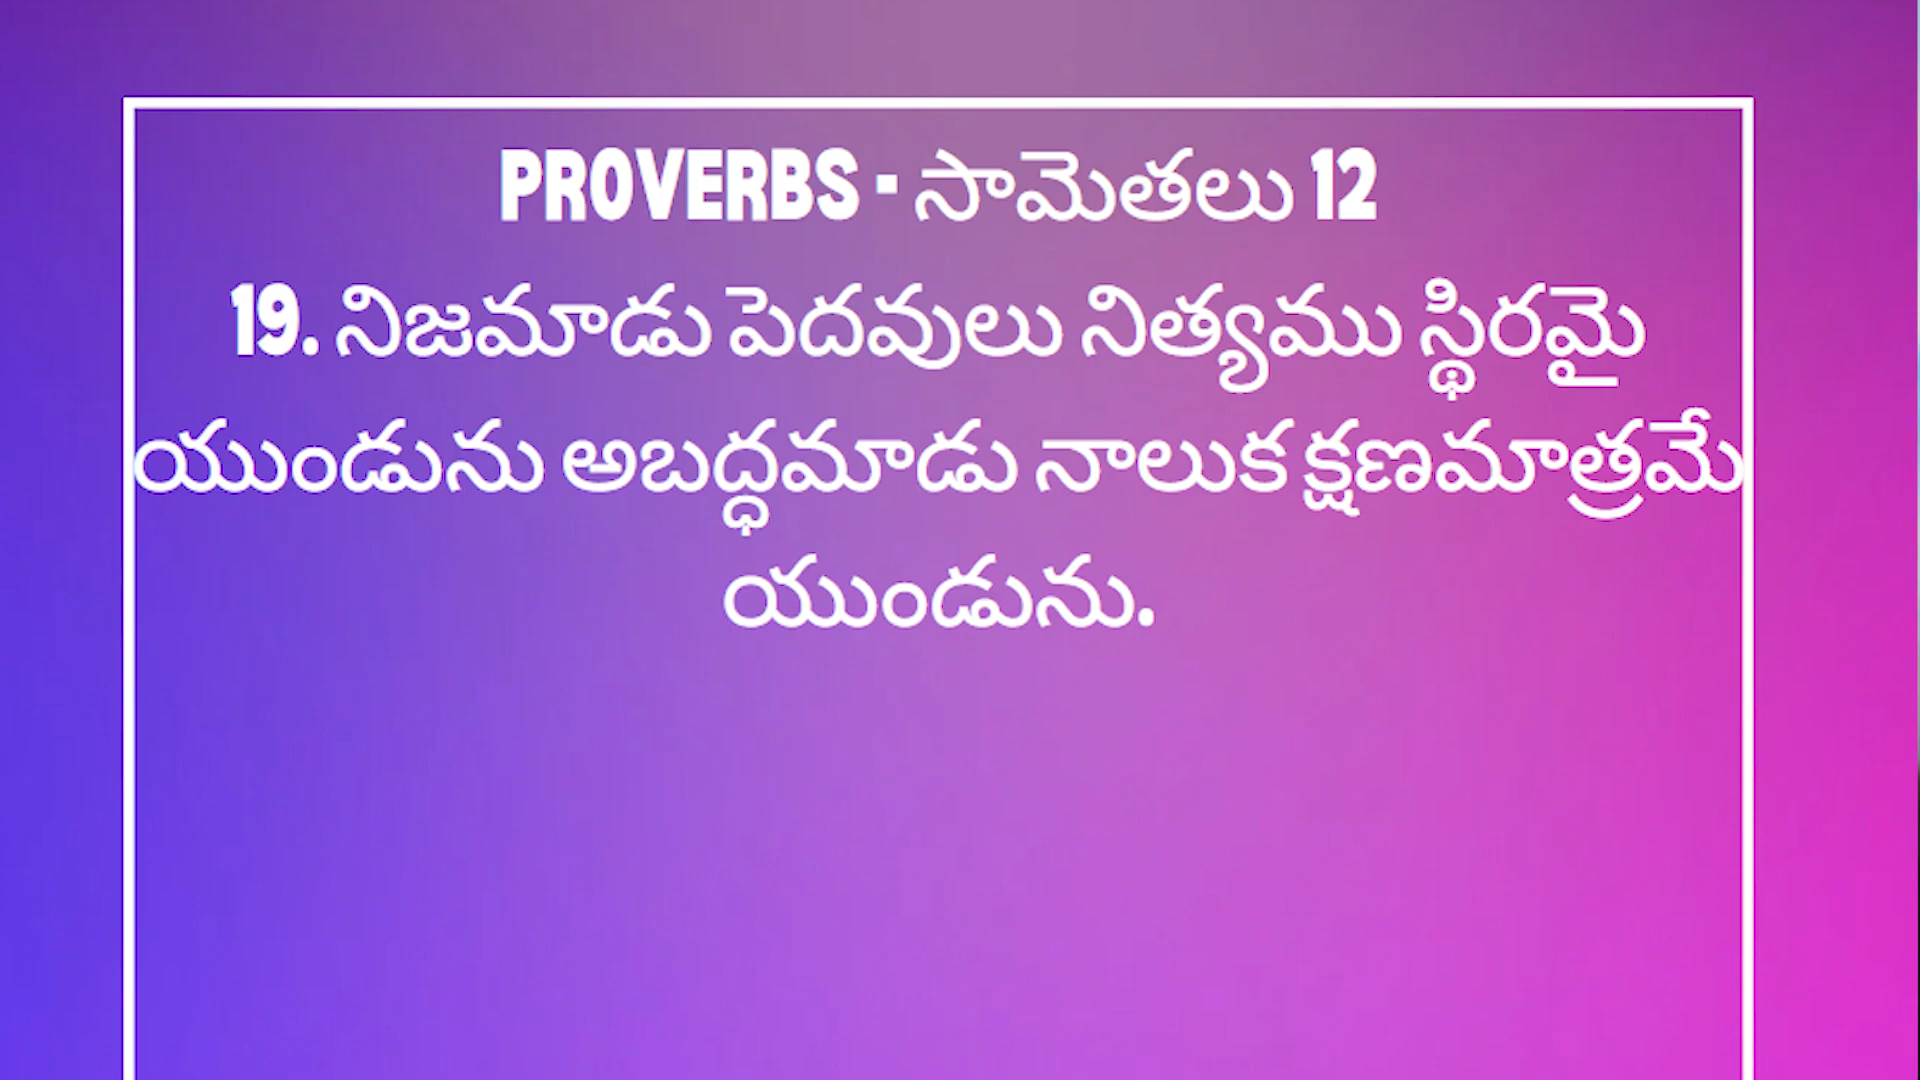 PROVERBS - సామెతలు 12
19. నిజమాడు పెదవులు నిత్యము స్థిరమై
యుండును అబద్ధమాడు నాలుక క్షణమాత్రమే
యుండును.